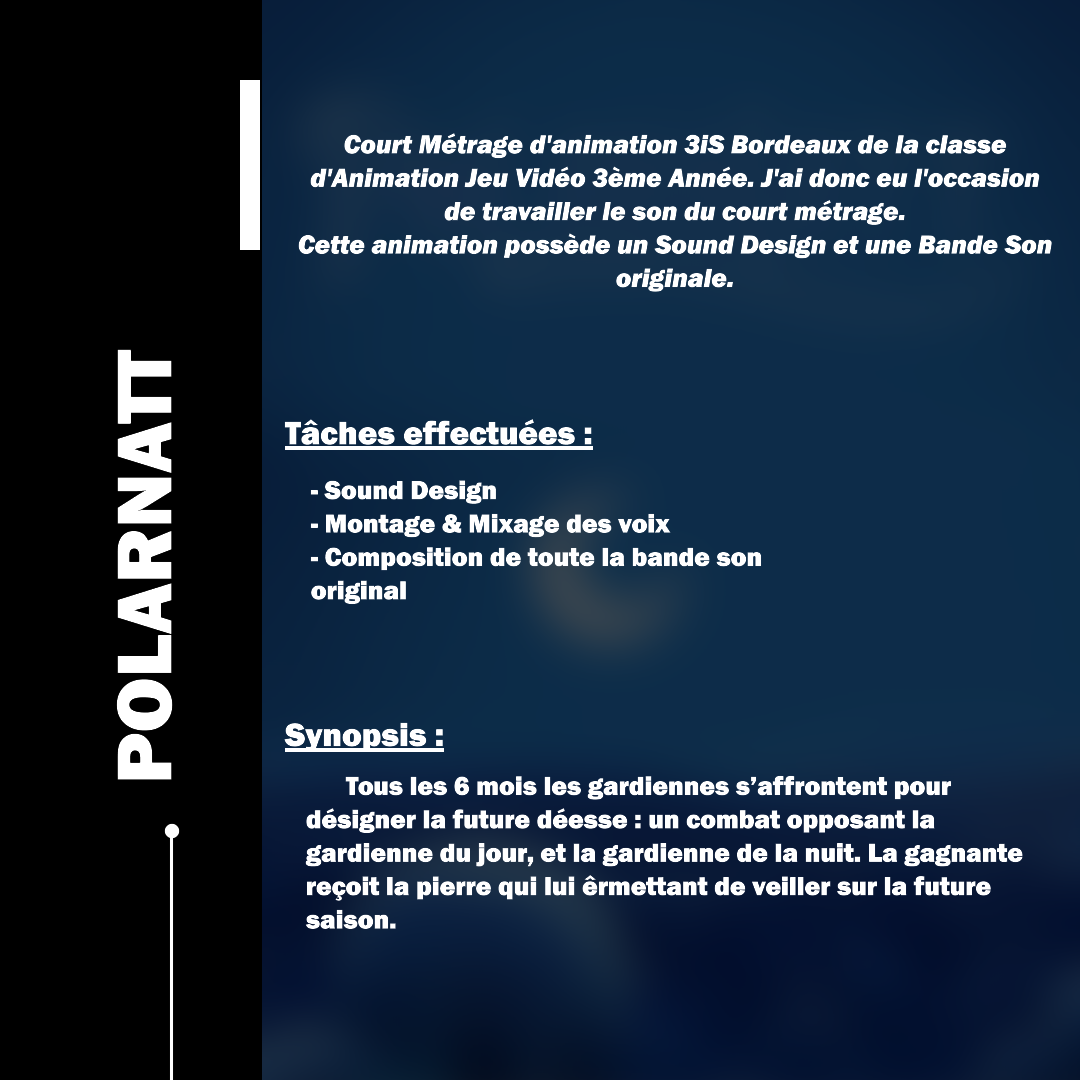 POLARNATT
Court Métrage d'animation 3iS Bordeaux de la classe
d'Animation Jeu Vidéo 3ème Année. J'ai donc eu l'occasion
de travailler le son du court métrage.
Cette animation possède un Sound Design et une Bande Son
originale.
Tâches effectuées :
- Sound Design
- Montage & Mixage des voix
- Composition de toute la bande son
original
Synopsis :
Tous les 6 mois les gardiennes s’affrontent pour
désigner la future déesse : un combat opposant la
gardienne du jour, et la gardienne de la nuit. La gagnante
reçoit la pierre qui lui êrmettant de veiller sur la future
saison.